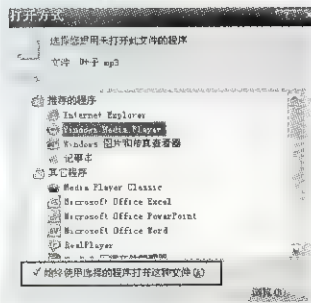 打开方式
选择您想用来打开此文件的程序
文件 叶子 mp3
推荐的程序
Internet Explorer
Windows Media Player
Windows 图片和传真查看器
记事本
其它程序
Media Player Classic
Microsoft Office Excel
Microsoft Office PowerPoint
Microsoft Office Word
RealPlayer
始终使用选择的程序打开这种文件(A)
浏览(B)